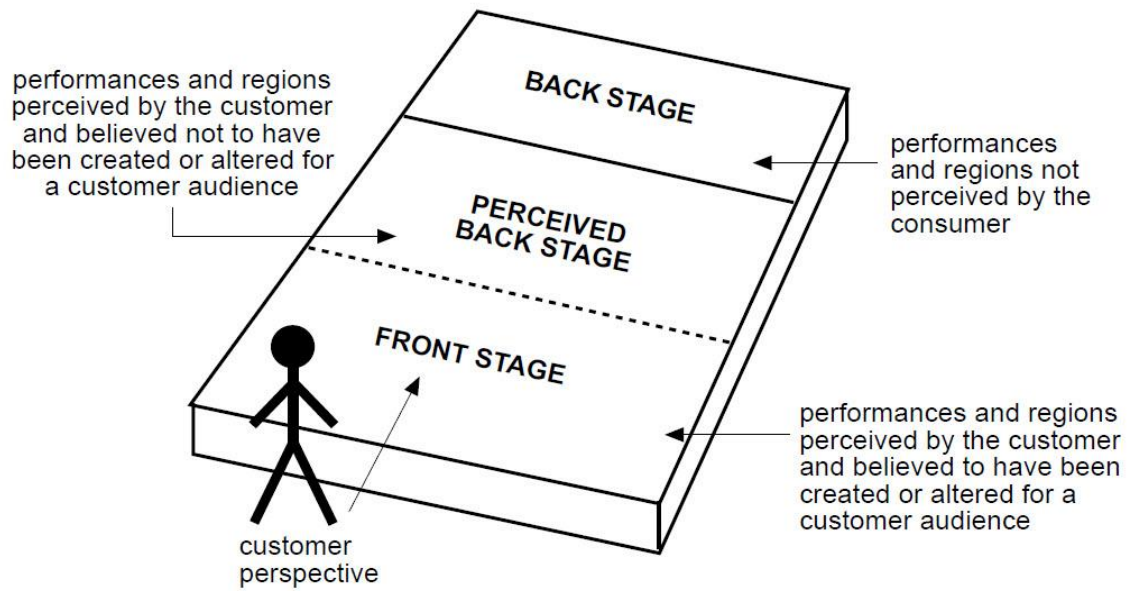 BACK STAGE
performances and regions
perceived by the customer
and believed not to have
been created or altered for
a customer audience
performances
and regions not
perceived by the
consumer
PERCEIVED
BACK STAGE
FRONT STAGE
performances and regions
perceived by the customer
and believed to have been
created or altered for a
customer audience
customer
perspective